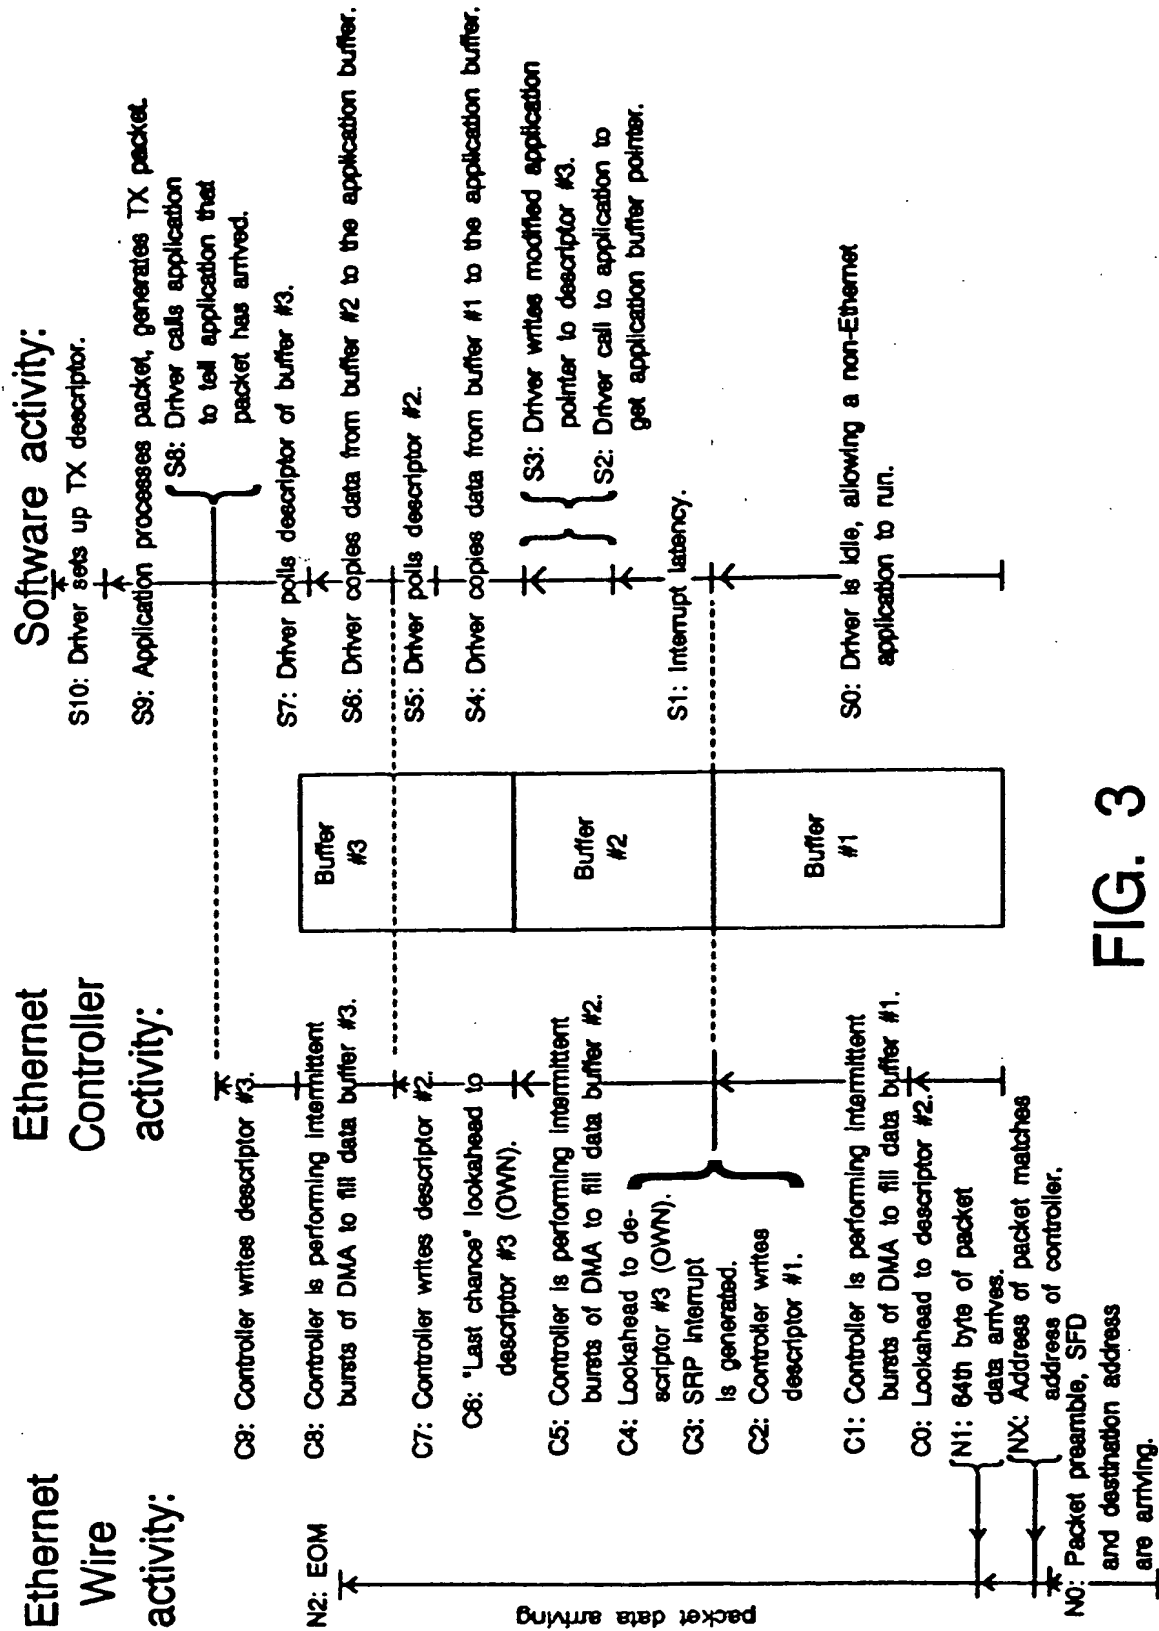 Ethernet
Wire
activity:
N2: EOM
packet data arriving
N1: 64th byte of packet
data arrives.
NX: Address of packet matches
address of controller.
N0: Packet preamble, SFD
and destination address
are arriving.
Ethernet
Controller
activity:
C9: Controller writes descriptor #3.
C8: Controller is performing intermittent
bursts of DMA to fill data buffer #3.
C7: Controller writes descriptor #2.
C6: "Last chance" lookahead to
descriptor #3 (OWN).
C5: Controller is performing intermittent
bursts of DMA to fill data buffer #2.
C4: Lookahead to de-
scriptor #3 (OWN).
C3: SRP Interrupt
is generated.
C2: Controller writes
descriptor #1.
C1: Controller is performing intermittent
bursts of DMA to fill data buffer #1.
C0: Lookahead to descriptor #2.
Buffer
#3
Buffer
#2
Buffer
#1
Software activity:
S10: Driver sets up TX descriptor.
S9: Application processes packet, generates TX packet.
S8: Driver calls application
to tell application that
packet has arrived.
S7: Driver polls descriptor of buffer #3.
S6: Driver copies data from buffer #2 to the application buffer.
S5: Driver polls descriptor #2.
S4: Driver copies data from buffer #1 to the application buffer.
S3: Driver writes modified application
pointer to descriptor #3.
S2: Driver call to application to
get application buffer pointer.
S1: Interrupt latency.
S0: Driver is idle, allowing a non-Ethernet
application to run.
FIG. 3